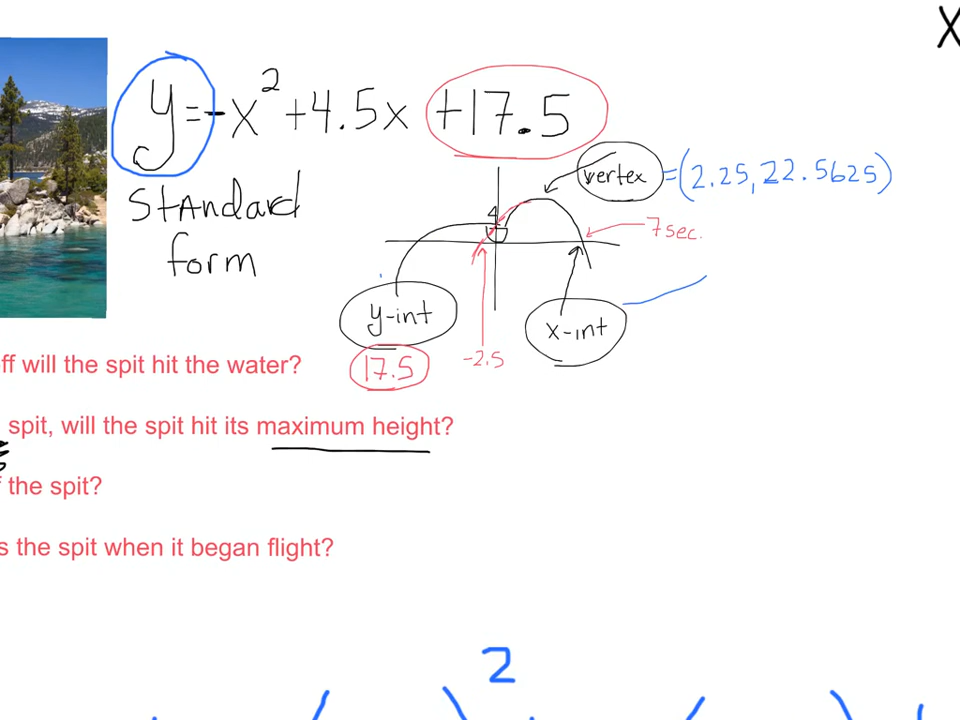 x
y=-x²+4.5x+17.5
Standard
form
vertex =(2.25,22.5625)
7sec.
y-int
x-int
17.5
-2.5
ff will the spit hit the water?
spit, will the spit hit its maximum height?
f the spit?
s the spit when it began flight?
2
( ) ( )